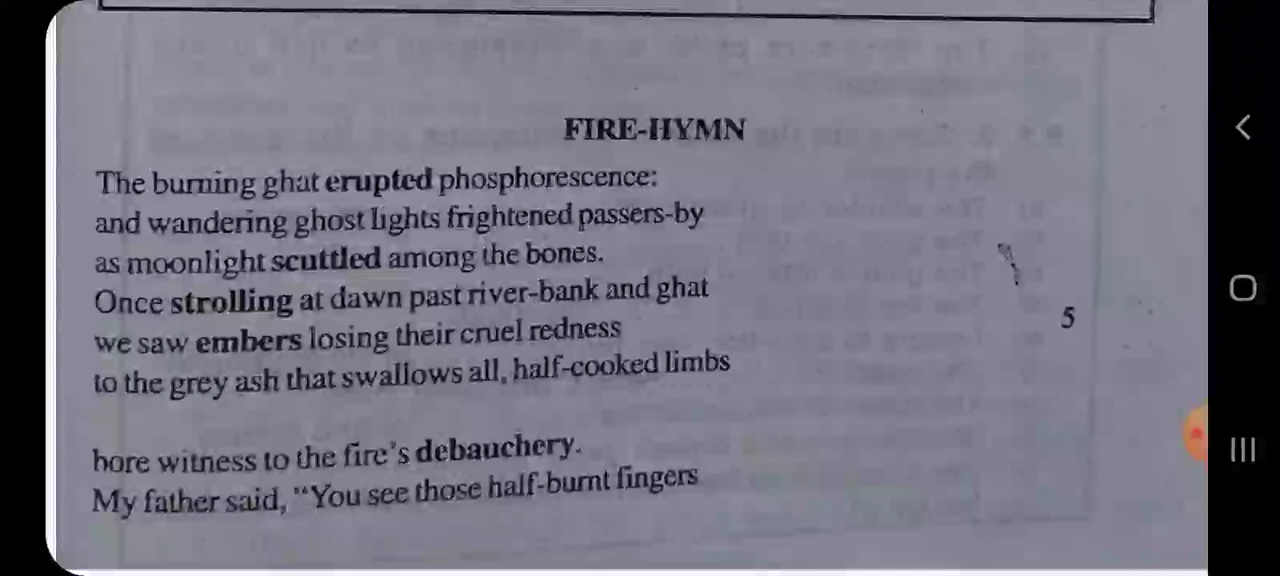 FIRE-HYMN
The burning ghat erupted phosphorescence:
and wandering ghost lights frightened passers-by
as moonlight scuttled among the bones.
Once strolling at dawn past river-bank and ghat
we saw embers losing their cruel redness
5
to the grey ash that swallows all, half-cooked limbs
bore witness to the fire's debauchery.
My father said, "You see those half-burnt fingers